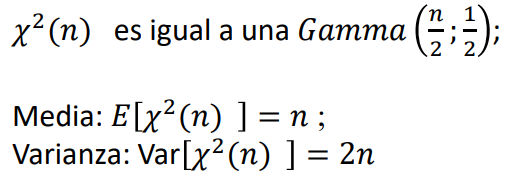 χ²(n) es igual a una Gamma (n/2; 1/2);
Media: E[χ²(n) ] = n ;
Varianza: Var[χ²(n) ] = 2n